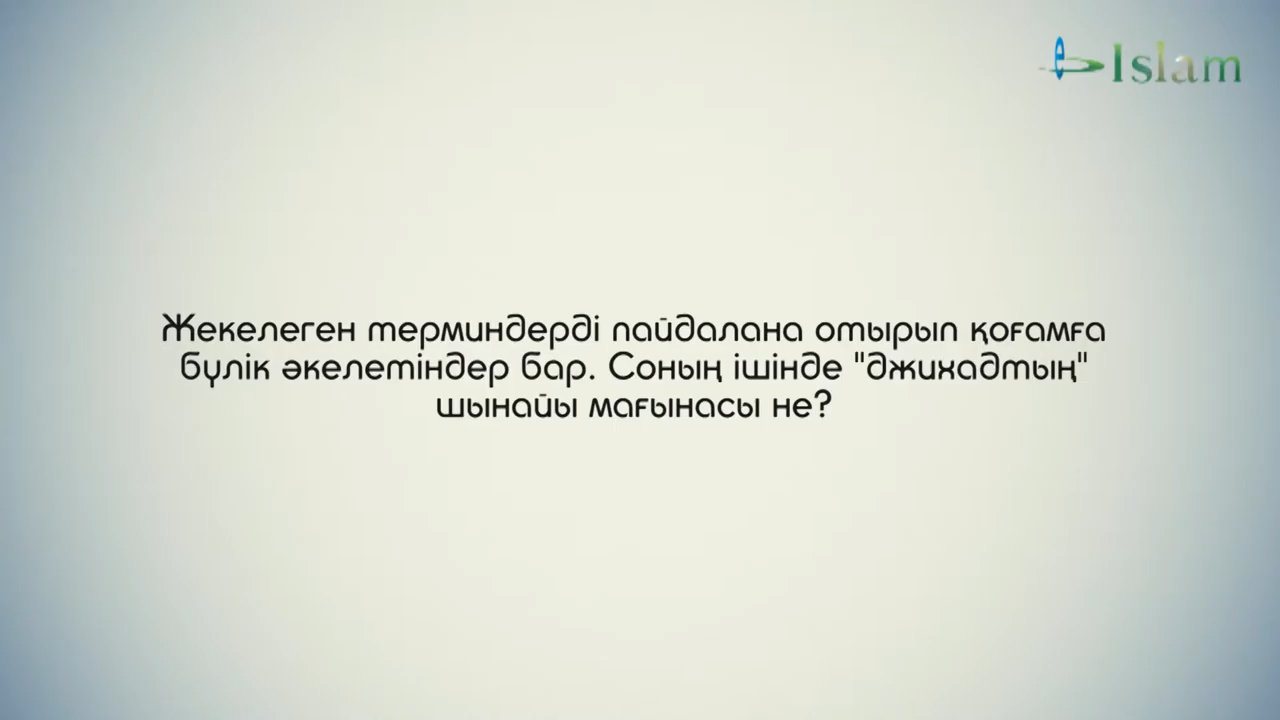 e Islam
Жекелеген терминдерді пайдалана отырып қоғамға
бүлік әкелетіндер бар. Соның ішінде "джихадтың"
шынайы мағынасы не?